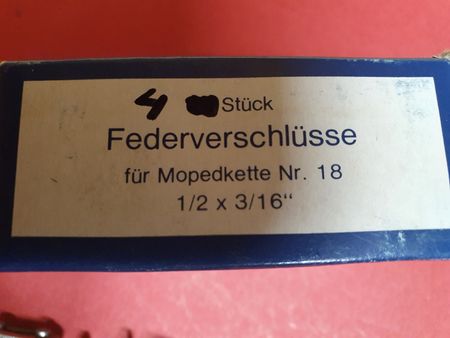 4 Stück
Federverschlüsse
für Mopedkette Nr. 18
1/2 x 3/16“